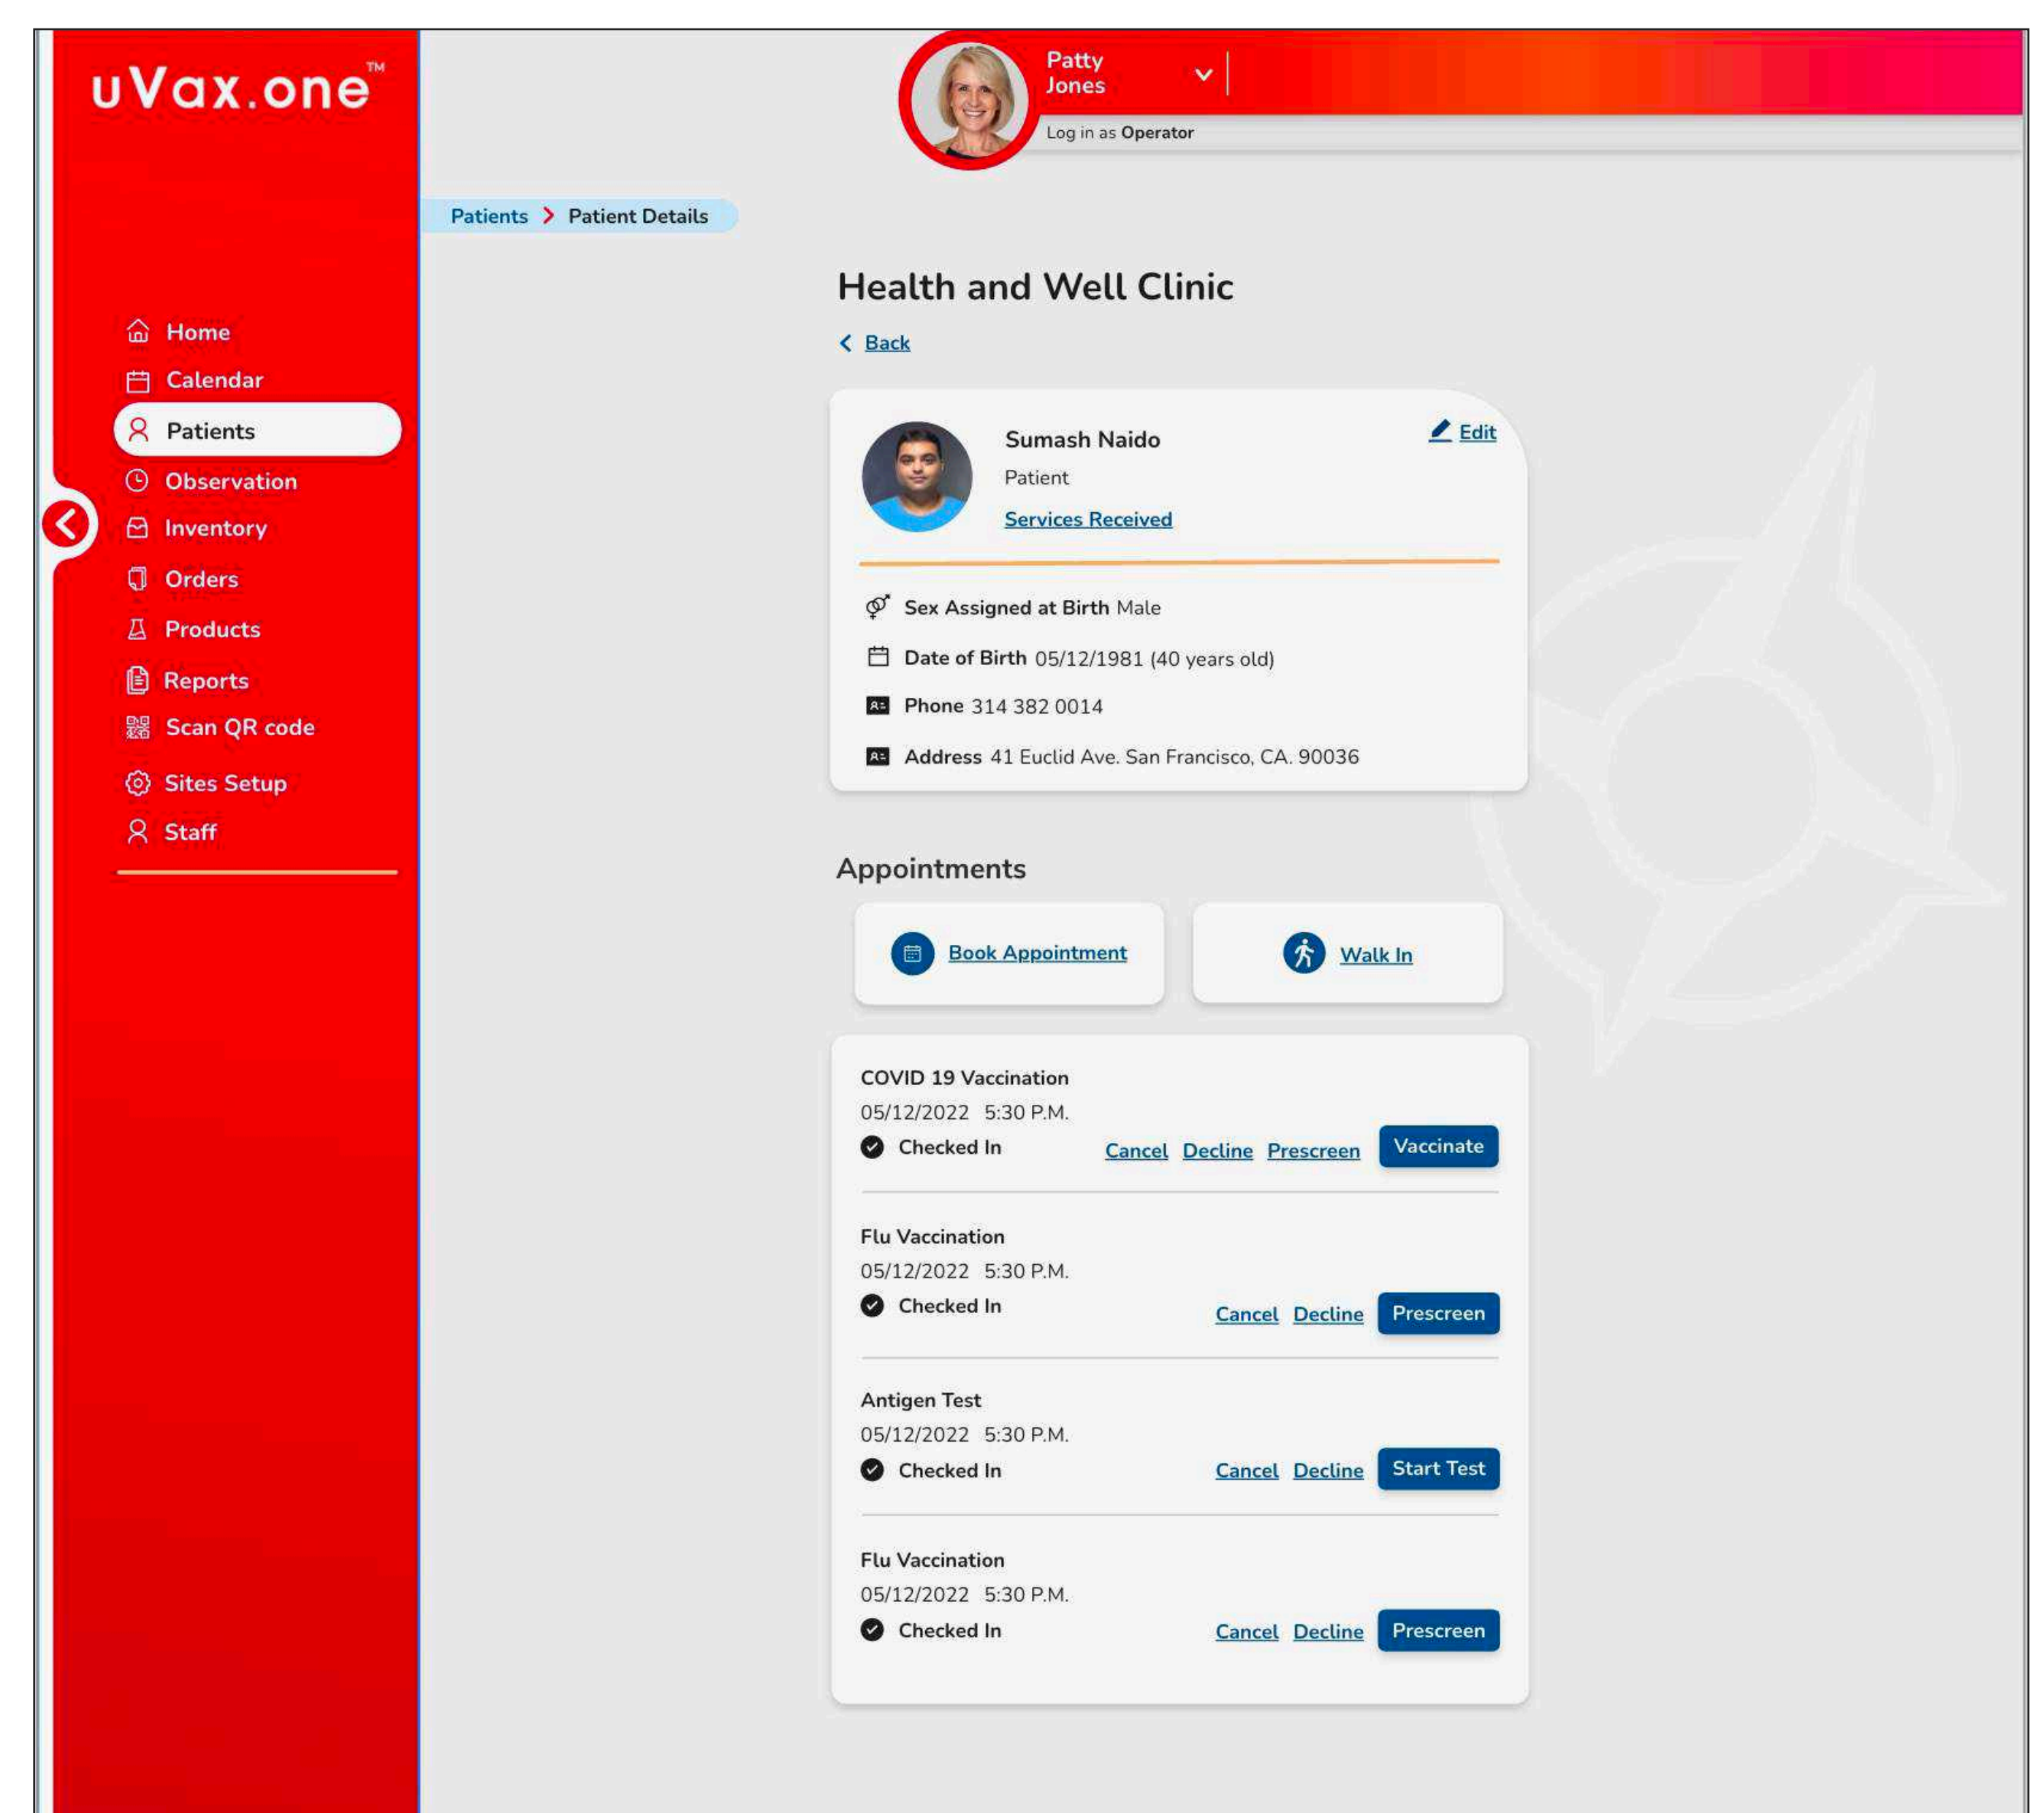 uVax.one™
Patty
Jones
Log in as Operator
Patients > Patient Details
Home
Calendar
Patients
Observation
Inventory
Orders
Products
Reports
Scan QR code
Sites Setup
Staff
Health and Well Clinic
Back
Sumash Naido
Edit
Patient
Services Received
Sex Assigned at Birth Male
Date of Birth 05/12/1981 (40 years old)
Phone 314 382 0014
Address 41 Euclid Ave. San Francisco, CA. 90036
Appointments
Book Appointment
Walk In
COVID 19 Vaccination
05/12/2022 5:30 P.M.
Checked In Cancel Decline Prescreen Vaccinate
Flu Vaccination
05/12/2022 5:30 P.M.
Checked In Cancel Decline Prescreen
Antigen Test
05/12/2022 5:30 P.M.
Checked In Cancel Decline Start Test
Flu Vaccination
05/12/2022 5:30 P.M.
Checked In Cancel Decline Prescreen